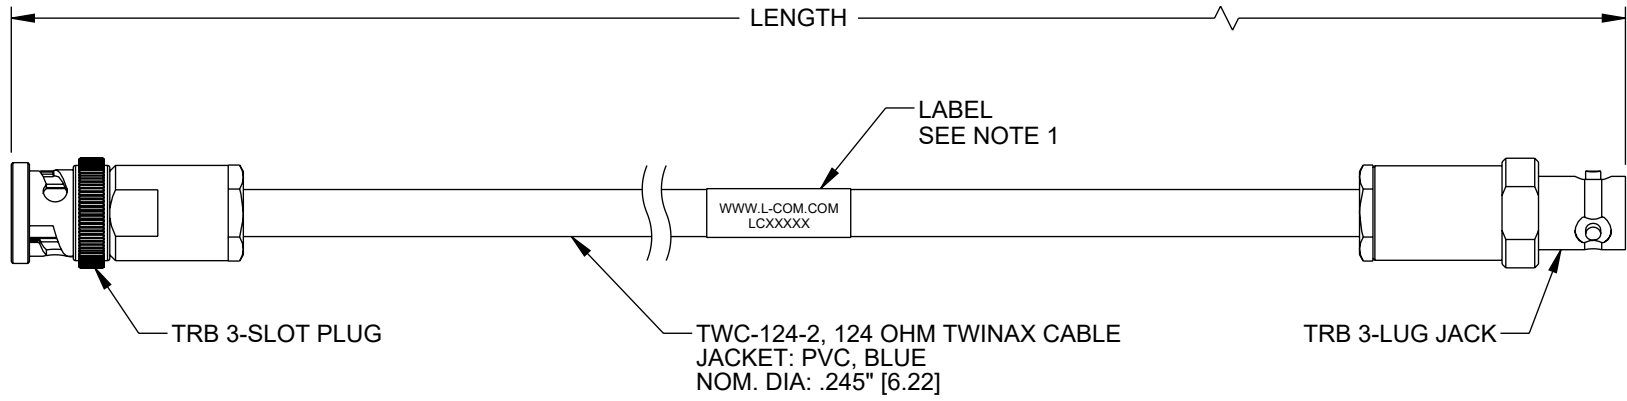 LENGTH
LABEL
SEE NOTE 1
WWW.L-COM.COM
LCXXXXX
TRB 3-SLOT PLUG
TWC-124-2, 124 OHM TWINAX CABLE
JACKET: PVC, BLUE
NOM. DIA: .245" [6.22]
TRB 3-LUG JACK